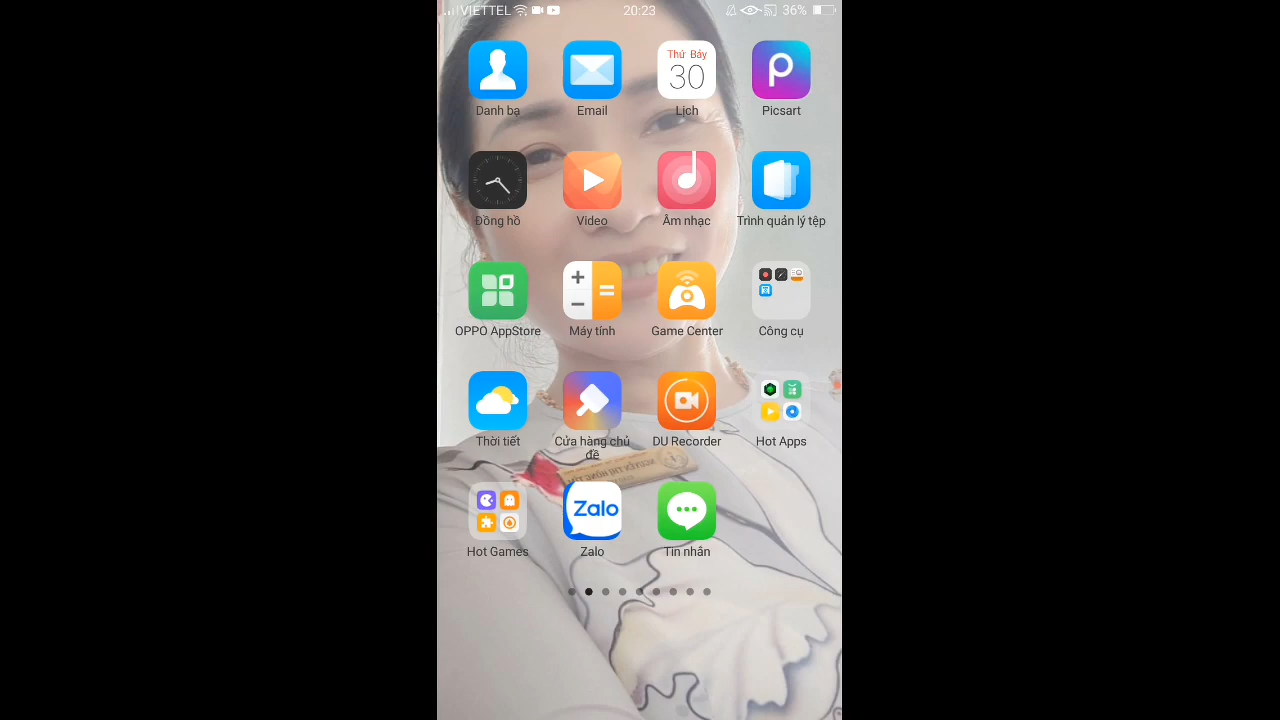 VIETTEL
20:23
36%
Thứ Bảy
30
Danh bạ
Email
Lịch
Picsart
Đồng hồ
Video
Âm nhạc
Trình quản lý tệp
OPPO AppStore
Máy tính
Game Center
Công cụ
Thời tiết
Cửa hàng chủ
đề
DU Recorder
Hot Apps
Zalo
Hot Games
Zalo
Tin nhắn